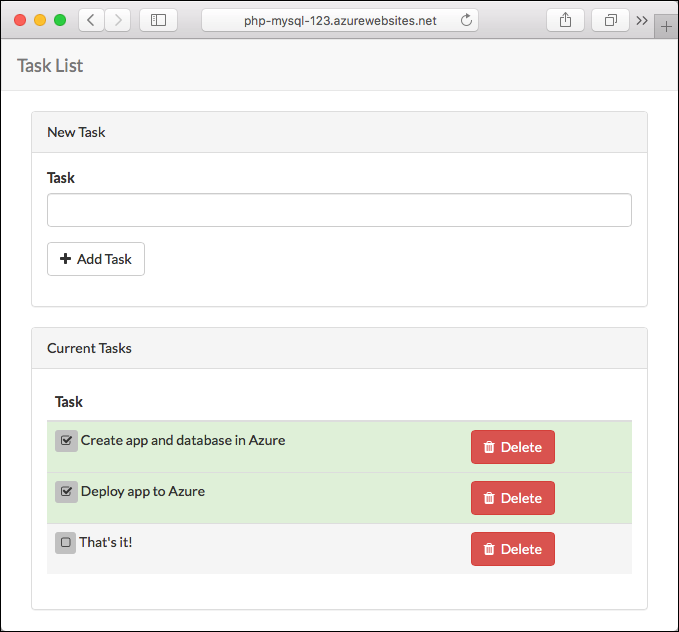 php-mysql-123.azurewebsites.net
Task List
New Task
Task
Add Task
Current Tasks
Task
Create app and database in Azure Delete
Deploy app to Azure Delete
That's it! Delete